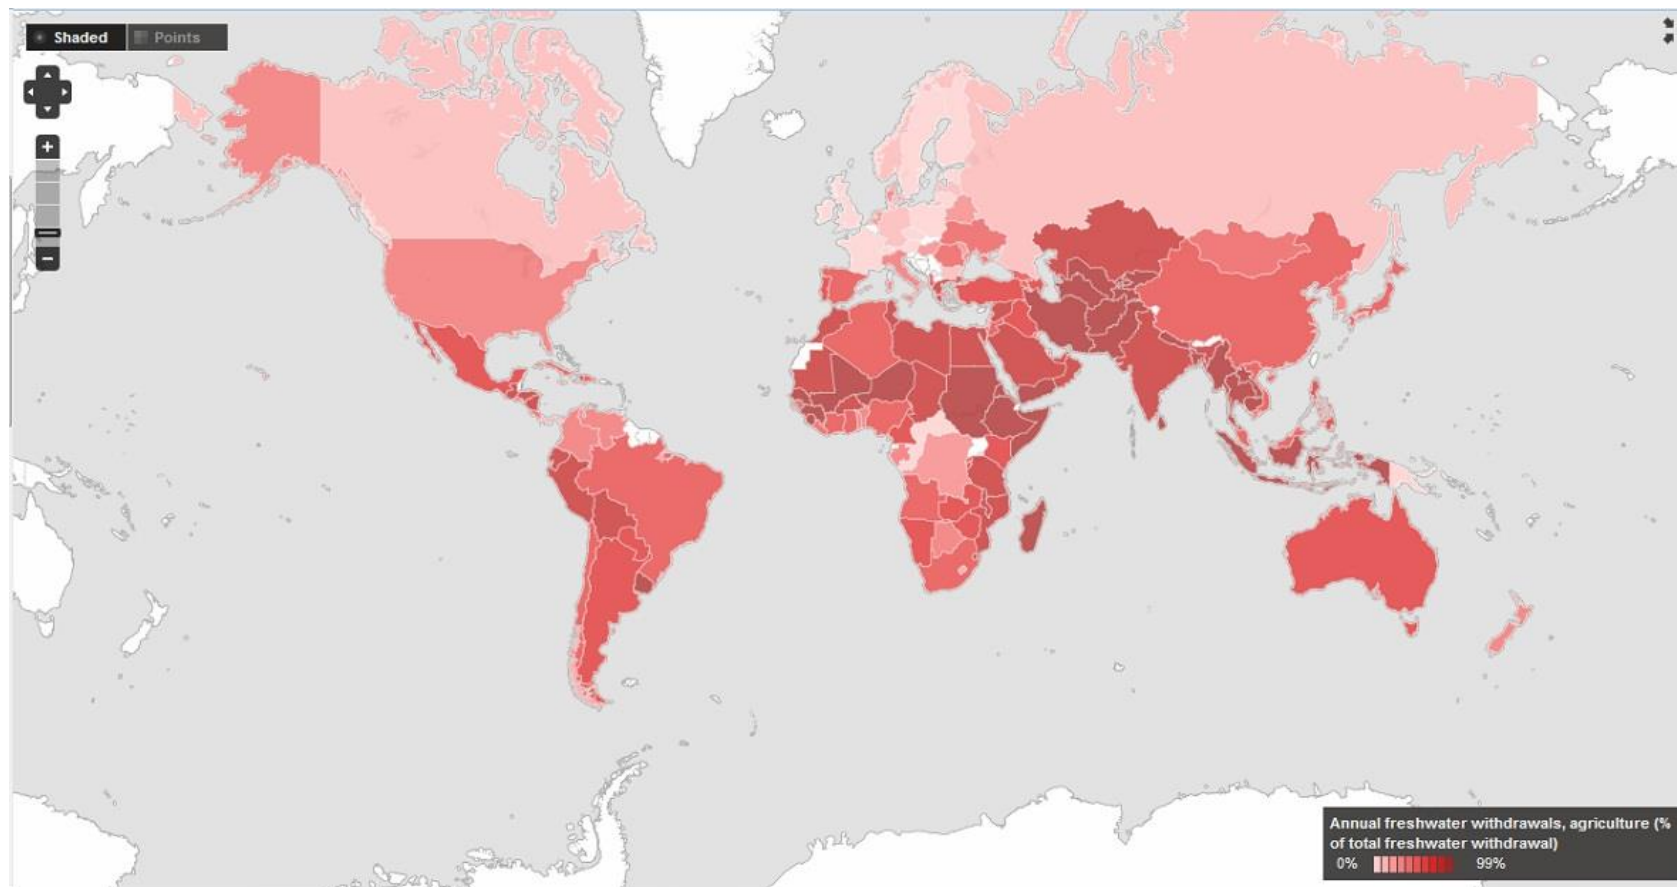 Shaded
Points
+
−
Annual freshwater withdrawals, agriculture (%
of total freshwater withdrawal)
0% 99%